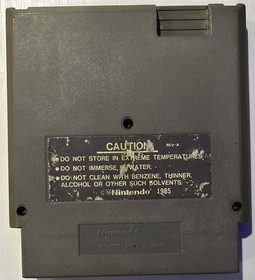 CAUTION REV-A
• DO NOT STORE IN EXTREME TEMPERATURES.
• DO NOT IMMERSE IN WATER.
• DO NOT CLEAN WITH BENZENE, THINNER,
ALCOHOL OR OTHER SUCH SOLVENTS.
© Nintendo 1985
Nintendo